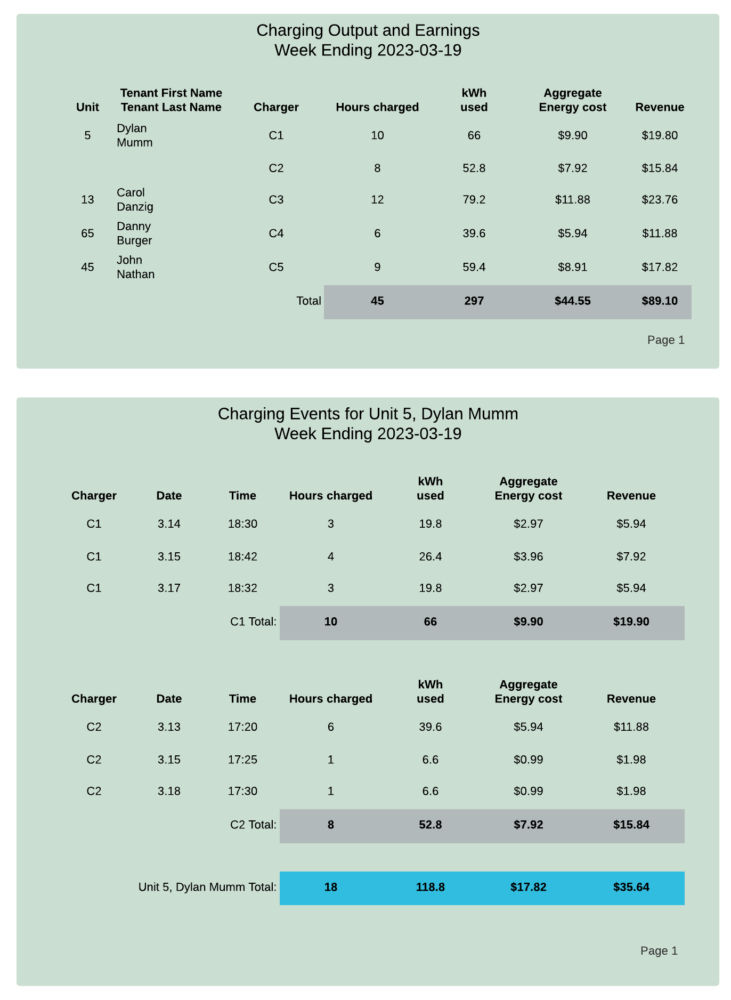 Charging Output and Earnings
Week Ending 2023-03-19
Tenant First Name kWh Aggregate
Unit Tenant Last Name Charger Hours charged used Energy cost Revenue
5 Dylan Mumm C1 10 66 $9.90 $19.80
C2 8 52.8 $7.92 $15.84
13 Carol Danzig C3 12 79.2 $11.88 $23.76
65 Danny Burger C4 6 39.6 $5.94 $11.88
45 John Nathan C5 9 59.4 $8.91 $17.82
Total 45 297 $44.55 $89.10
Page 1
Charging Events for Unit 5, Dylan Mumm
Week Ending 2023-03-19
kWh Aggregate
Charger Date Time Hours charged used Energy cost Revenue
C1 3.14 18:30 3 19.8 $2.97 $5.94
C1 3.15 18:42 4 26.4 $3.96 $7.92
C1 3.17 18:32 3 19.8 $2.97 $5.94
C1 Total: 10 66 $9.90 $19.90
kWh Aggregate
Charger Date Time Hours charged used Energy cost Revenue
C2 3.13 17:20 6 39.6 $5.94 $11.88
C2 3.15 17:25 1 6.6 $0.99 $1.98
C2 3.18 17:30 1 6.6 $0.99 $1.98
C2 Total: 8 52.8 $7.92 $15.84
Unit 5, Dylan Mumm Total: 18 118.8 $17.82 $35.64
Page 1